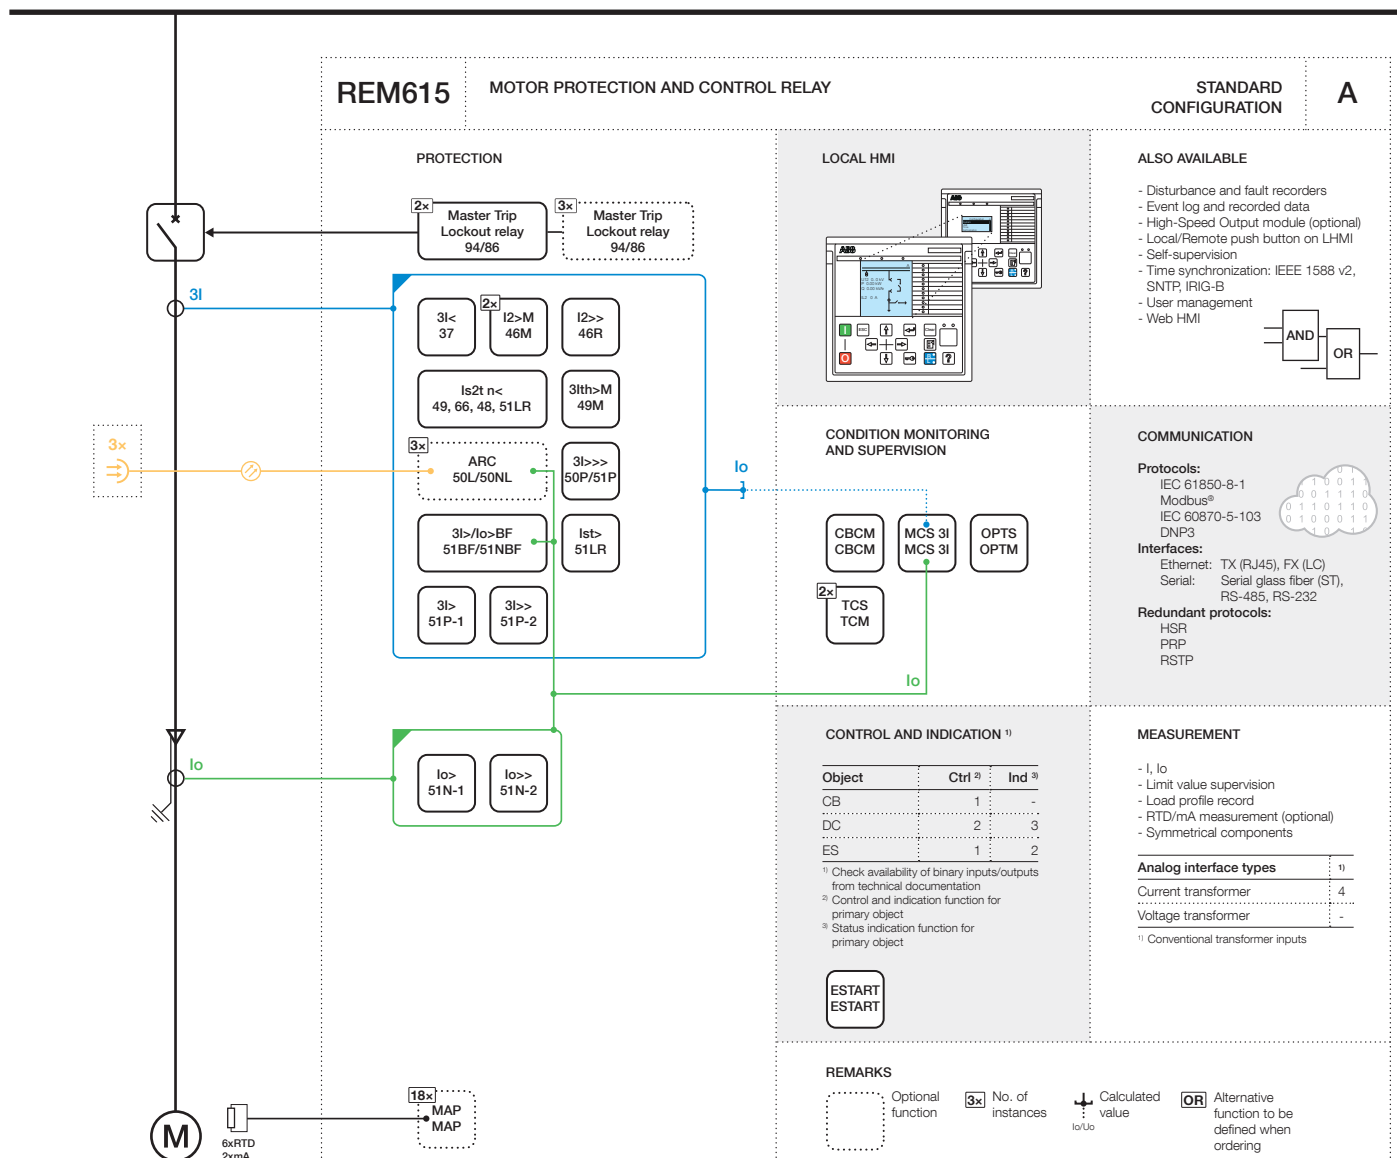 REM615
MOTOR PROTECTION AND CONTROL RELAY
STANDARD
CONFIGURATION
A
PROTECTION
2×
Master Trip
Lockout relay
94/86
3×
Master Trip
Lockout relay
94/86
3I
3I<
37
2×
I2>M
46M
I2>>
46R
Is2t n<
49, 66, 48, 51LR
3Ith>M
49M
3×
3×
ARC
50L/50NL
3I>>>
50P/51P
3I>/Io>BF
51BF/51NBF
Ist>
51LR
3I>
51P-1
3I>>
51P-2
Io
Io
Io
Io>
51N-1
Io>>
51N-2
18×
MAP
MAP
M
6xRTD
2xmA
LOCAL HMI
ABB
ABB
ESC
ALSO AVAILABLE
- Disturbance and fault recorders
- Event log and recorded data
- High-Speed Output module (optional)
- Local/Remote push button on LHMI
- Self-supervision
- Time synchronization: IEEE 1588 v2,
SNTP, IRIG-B
- User management
- Web HMI
AND
OR
CONDITION MONITORING
AND SUPERVISION
CBCM
CBCM
MCS 3I
MCS 3I
OPTS
OPTM
2×
TCS
TCM
COMMUNICATION
Protocols:
IEC 61850-8-1
Modbus®
IEC 60870-5-103
DNP3
Interfaces:
Ethernet: TX (RJ45), FX (LC)
Serial: Serial glass fiber (ST),
RS-485, RS-232
Redundant protocols:
HSR
PRP
RSTP
CONTROL AND INDICATION 1)
Object Ctrl 2) Ind 3)
CB 1 -
DC 2 3
ES 1 2
1) Check availability of binary inputs/outputs
from technical documentation
2) Control and indication function for
primary object
3) Status indication function for
primary object
ESTART
ESTART
MEASUREMENT
- I, Io
- Limit value supervision
- Load profile record
- RTD/mA measurement (optional)
- Symmetrical components
Analog interface types 1)
Current transformer 4
Voltage transformer -
1) Conventional transformer inputs
REMARKS
Optional
function
3×
No. of
instances
Io/Uo
Calculated
value
OR
Alternative
function to be
defined when
ordering